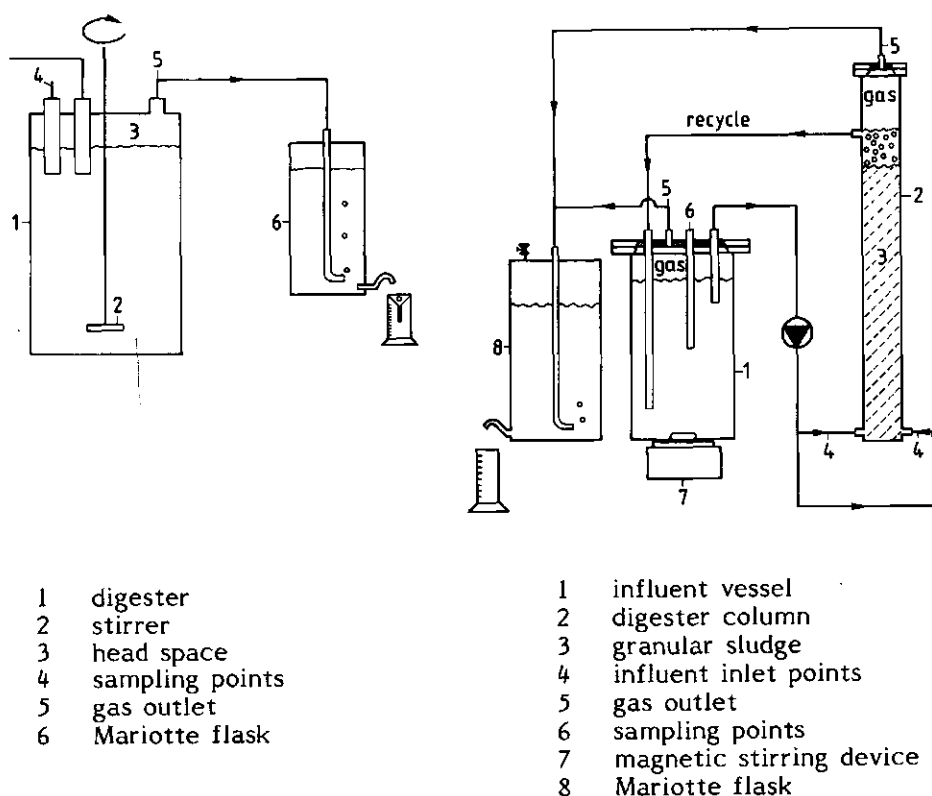 4
5
3
1
2
6
5
gas
recycle
2
5
6
gas
3
8
1
4
4
7
1 digester
2 stirrer
3 head space
4 sampling points
5 gas outlet
6 Mariotte flask
1 influent vessel
2 digester column
3 granular sludge
4 influent inlet points
5 gas outlet
6 sampling points
7 magnetic stirring device
8 Mariotte flask